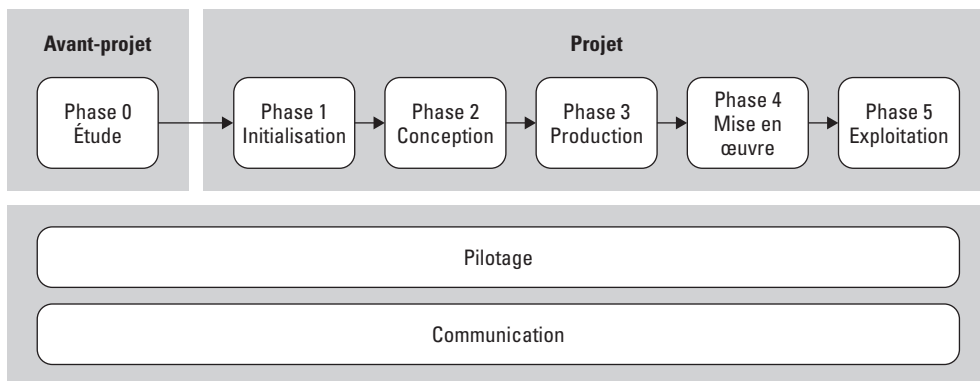 Avant-projet
Projet
Phase 0
Étude
Phase 1
Initialisation
Phase 2
Conception
Phase 3
Production
Phase 4
Mise en
œuvre
Phase 5
Exploitation
Pilotage
Communication